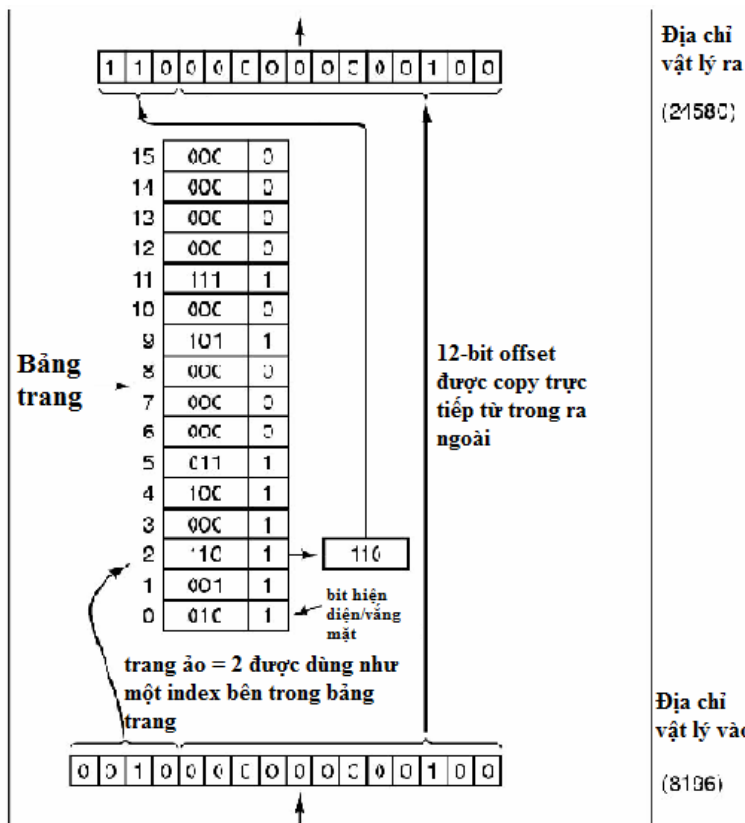 1 1 0 0 0 0 0 0 0 0 0 0 1 0 0
Địa chỉ
vật lý ra
(24580)
15 000 0
14 000 0
13 000 0
12 000 0
11 111 1
10 000 0
9 101 1
8 000 0
7 000 0
6 000 0
5 011 1
4 100 1
3 000 1
2 110 1 110
1 001 1
0 010 1
Bảng
trang
12-bit offset
được copy trực
tiếp từ trong ra
ngoài
bit hiện
diện/vắng
mặt
trang ảo = 2 được dùng như
một index bên trong bảng
trang
Địa chỉ
vật lý vào
(8196)
0 0 1 0 0 0 0 0 0 0 0 0 0 1 0 0